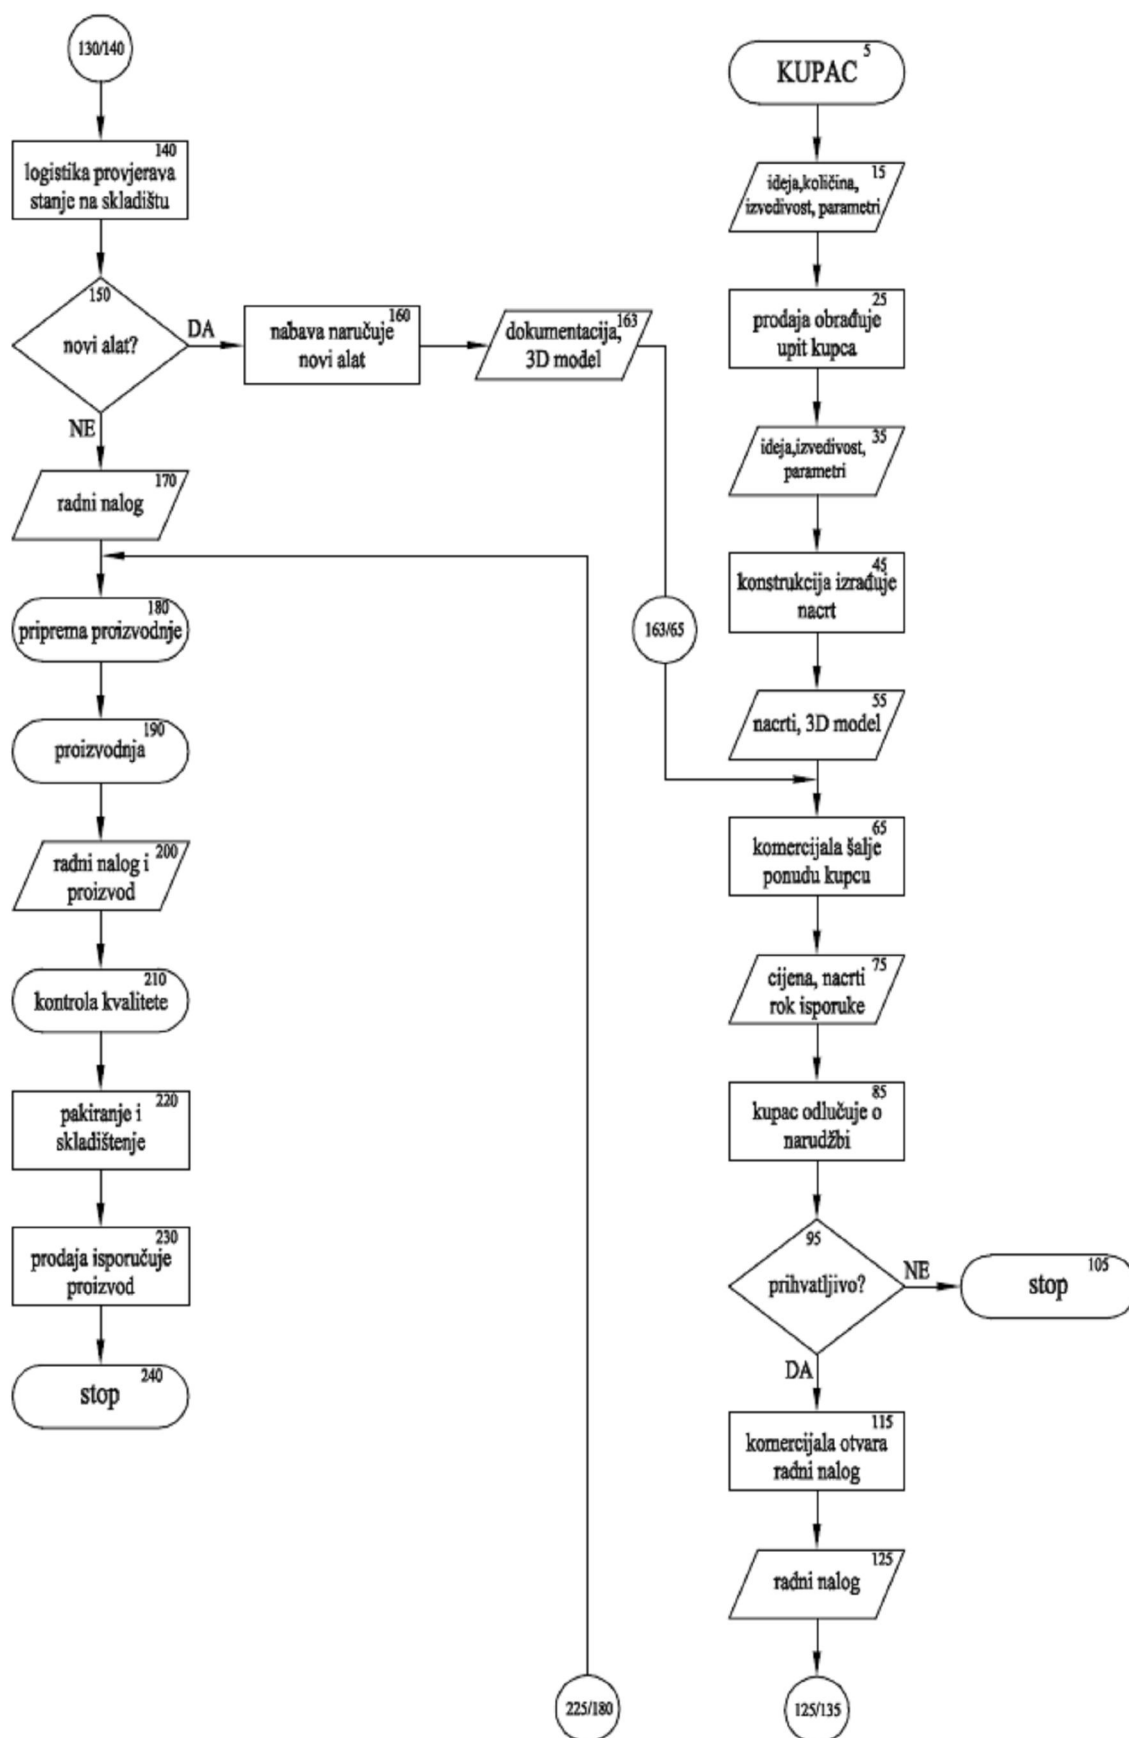 130/140
140
logistika provjerava
stanje na skladištu
150
novi alat?
DA
NE
160
nabava naručuje
novi alat
163
dokumentacija,
3D model
170
radni nalog
180
priprema proizvodnje
190
proizvodnja
200
radni nalog i
proizvod
210
kontrola kvalitete
220
pakiranje i
skladištenje
230
prodaja isporučuje
proizvod
240
stop
163/65
225/180
5
KUPAC
15
ideja,količina,
izvedivost, parametri
25
prodaja obrađuje
upit kupca
35
ideja,izvedivost,
parametri
45
konstrukcija izrađuje
nacrt
55
nacrti, 3D model
65
komercijala šalje
ponudu kupcu
75
cijena, nacrti
rok isporuke
85
kupac odlučuje o
narudžbi
95
prihvatljivo?
NE
105
stop
DA
115
komercijala otvara
radni nalog
125
radni nalog
125/135